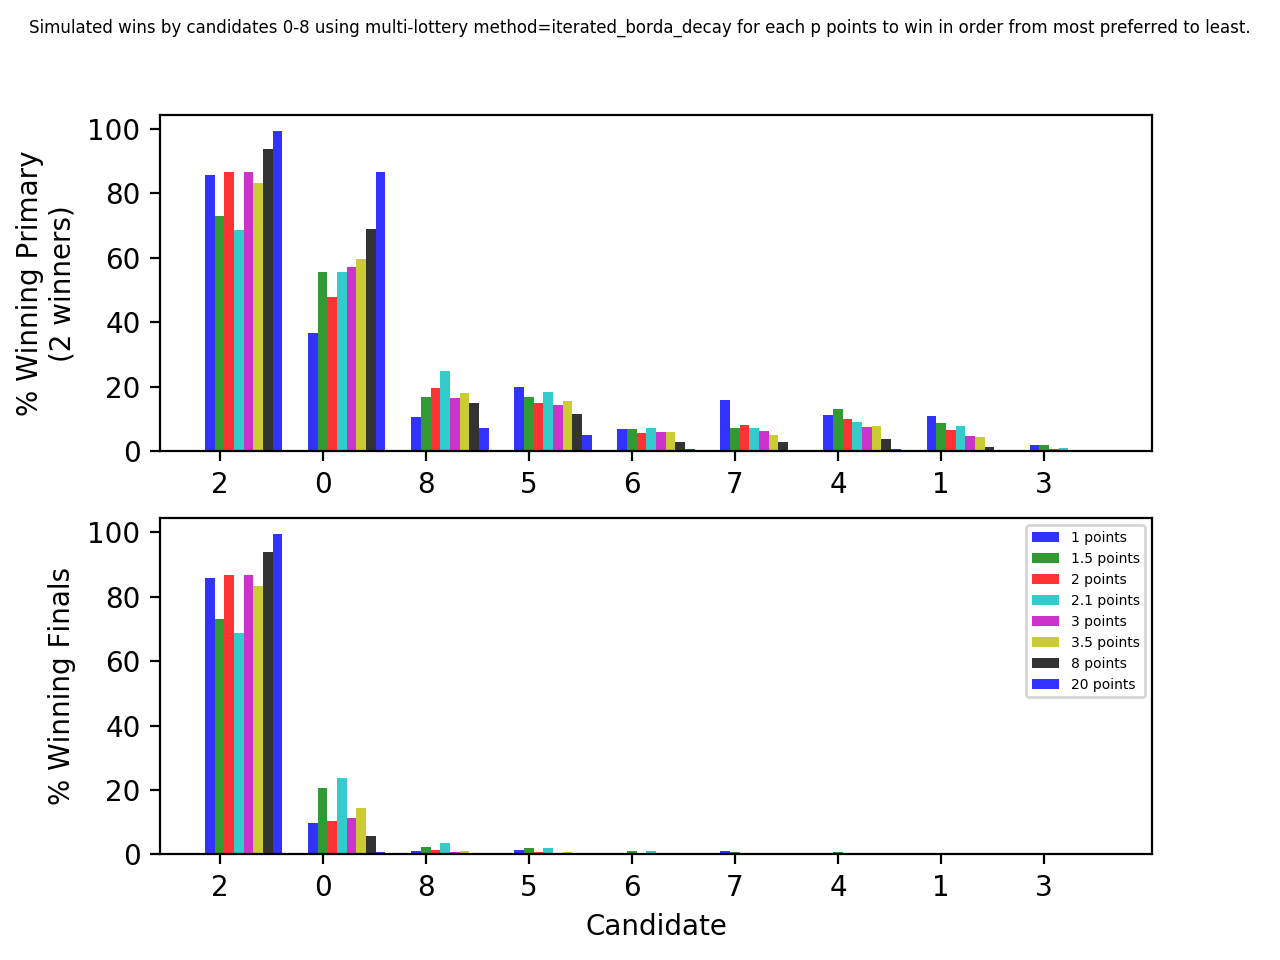 Simulated wins by candidates 0-8 using multi-lottery method=iterated_borda_decay for each p points to win in order from most preferred to least.
% Winning Primary
(2 winners)
100
80
60
40
20
0
2 0 8 5 6 7 4 1 3
% Winning Finals
100
80
60
40
20
0
1 points
1.5 points
2 points
2.1 points
3 points
3.5 points
8 points
20 points
2 0 8 5 6 7 4 1 3
Candidate